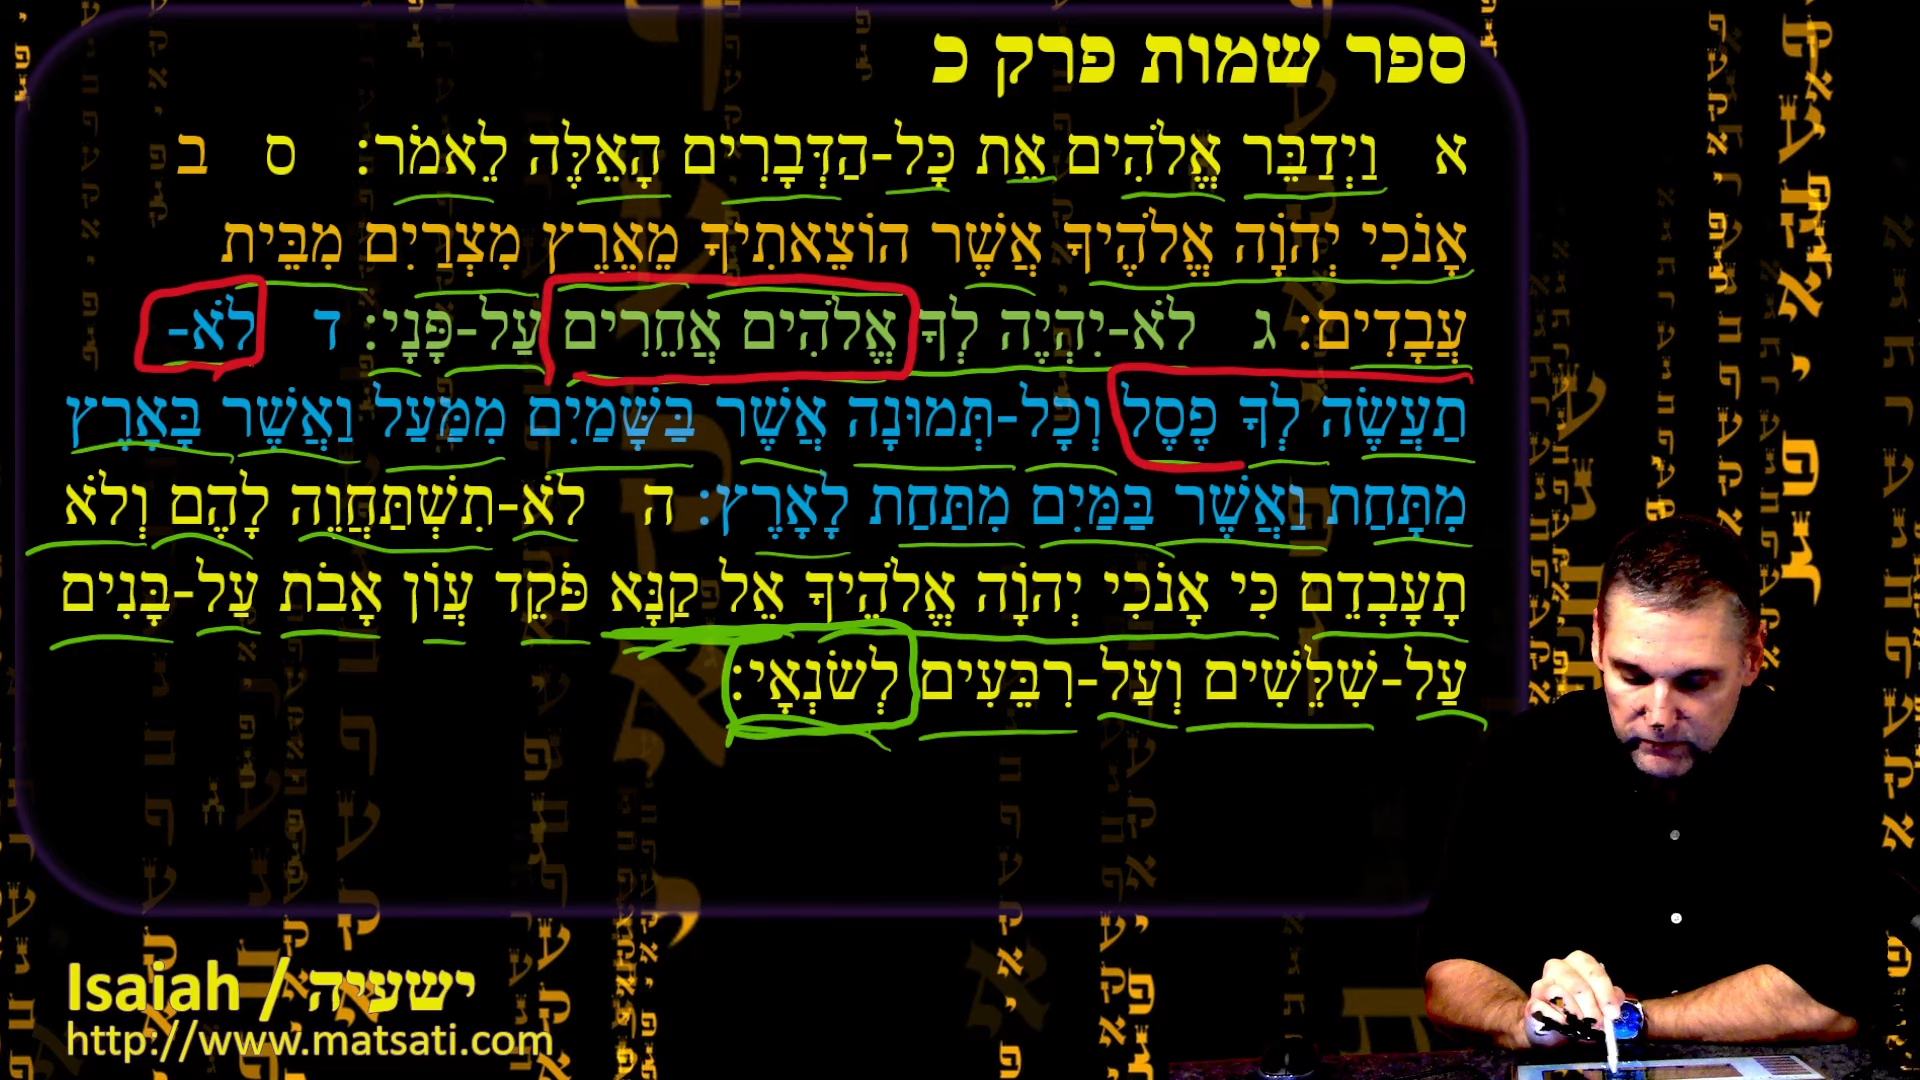 ספר שמות פרק כ
א וַיְדַבֵּר אֱלֹהִים אֵת כָּל-הַדְּבָרִים הָאֵלֶּה לֵאמֹר: ס ב
אָנֹכִי יְהוָה אֱלֹהֶיךָ אֲשֶׁר הוֹצֵאתִיךָ מֵאֶרֶץ מִצְרַיִם מִבֵּית
עֲבָדִים: ג לֹא-יִהְיֶה לְךָ אֱלֹהִים אֲחֵרִים עַל-פָּנָי: ד לֹא-
תַעֲשֶׂה לְךָ פֶסֶל וְכָל-תְּמוּנָה אֲשֶׁר בַּשָּׁמַיִם מִמַּעַל וַאֲשֶׁר בָּאָרֶץ
מִתָּחַת וַאֲשֶׁר בַּמַּיִם מִתַּחַת לָאָרֶץ: ה לֹא-תִשְׁתַּחֲוֶה לָהֶם וְלֹא
תָעָבְדֵם כִּי אָנֹכִי יְהוָה אֱלֹהֶיךָ אֵל קַנָּא פֹּקֵד עֲוֹן אָבֹת עַל-בָּנִים
עַל-שִׁלֵּשִׁים וְעַל-רִבֵּעִים לְשֹׂנְאָי:
Isaiah / ישעיה
http://www.matsati.com